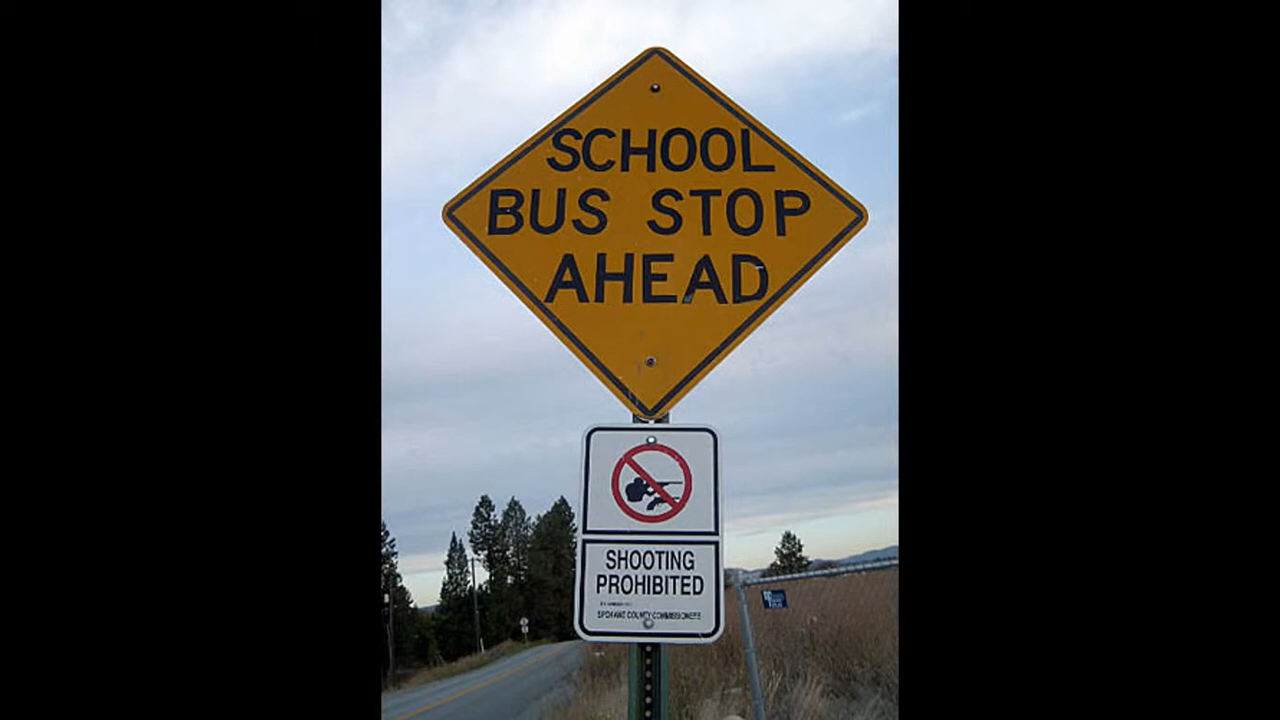 SCHOOL
BUS STOP
AHEAD
SHOOTING
PROHIBITED
SPOKANE COUNTY COMMISSIONERS